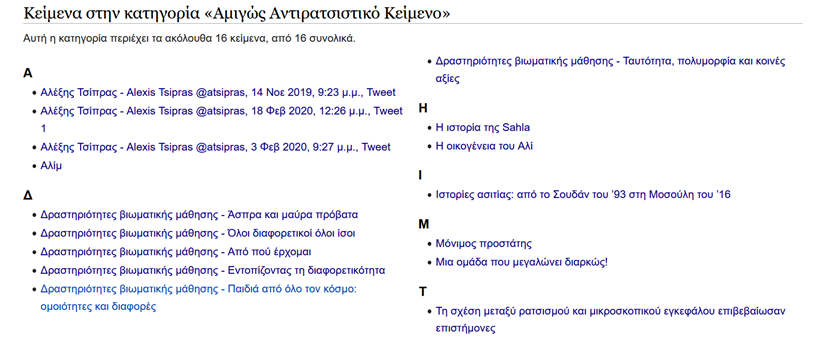 Κείμενα στην κατηγορία «Αμιγώς Αντιρατσιστικό Κείμενο»
Αυτή η κατηγορία περιέχει τα ακόλουθα 16 κείμενα, από 16 συνολικά.
Α
Αλέξης Τσίπρας - Alexis Tsipras @atsipras, 14 Νοε 2019, 9:23 μ.μ., Tweet
Αλέξης Τσίπρας - Alexis Tsipras @atsipras, 18 Φεβ 2020, 12:26 μ.μ., Tweet
1
Αλέξης Τσίπρας - Alexis Tsipras @atsipras, 3 Φεβ 2020, 9:27 μ.μ., Tweet
Αλίμ
Δ
Δραστηριότητες βιωματικής μάθησης - Άσπρα και μαύρα πρόβατα
Δραστηριότητες βιωματικής μάθησης - Όλοι διαφορετικοί όλοι ίσοι
Δραστηριότητες βιωματικής μάθησης - Από πού έρχομαι
Δραστηριότητες βιωματικής μάθησης - Εντοπίζοντας τη διαφορετικότητα
Δραστηριότητες βιωματικής μάθησης - Παιδιά από όλο τον κόσμο:
ομοιότητες και διαφορές
Δραστηριότητες βιωματικής μάθησης - Ταυτότητα, πολυμορφία και κοινές
αξίες
Η
Η ιστορία της Sahla
Η οικογένεια του Αλί
Ι
Ιστορίες ασιτίας: από το Σουδάν του ’93 στη Μοσούλη του ’16
Μ
Μόνιμος προστάτης
Μια ομάδα που μεγαλώνει διαρκώς!
Τ
Τη σχέση μεταξύ ρατσισμού και μικροσκοπικού εγκεφάλου επιβεβαίωσαν
επιστήμονες